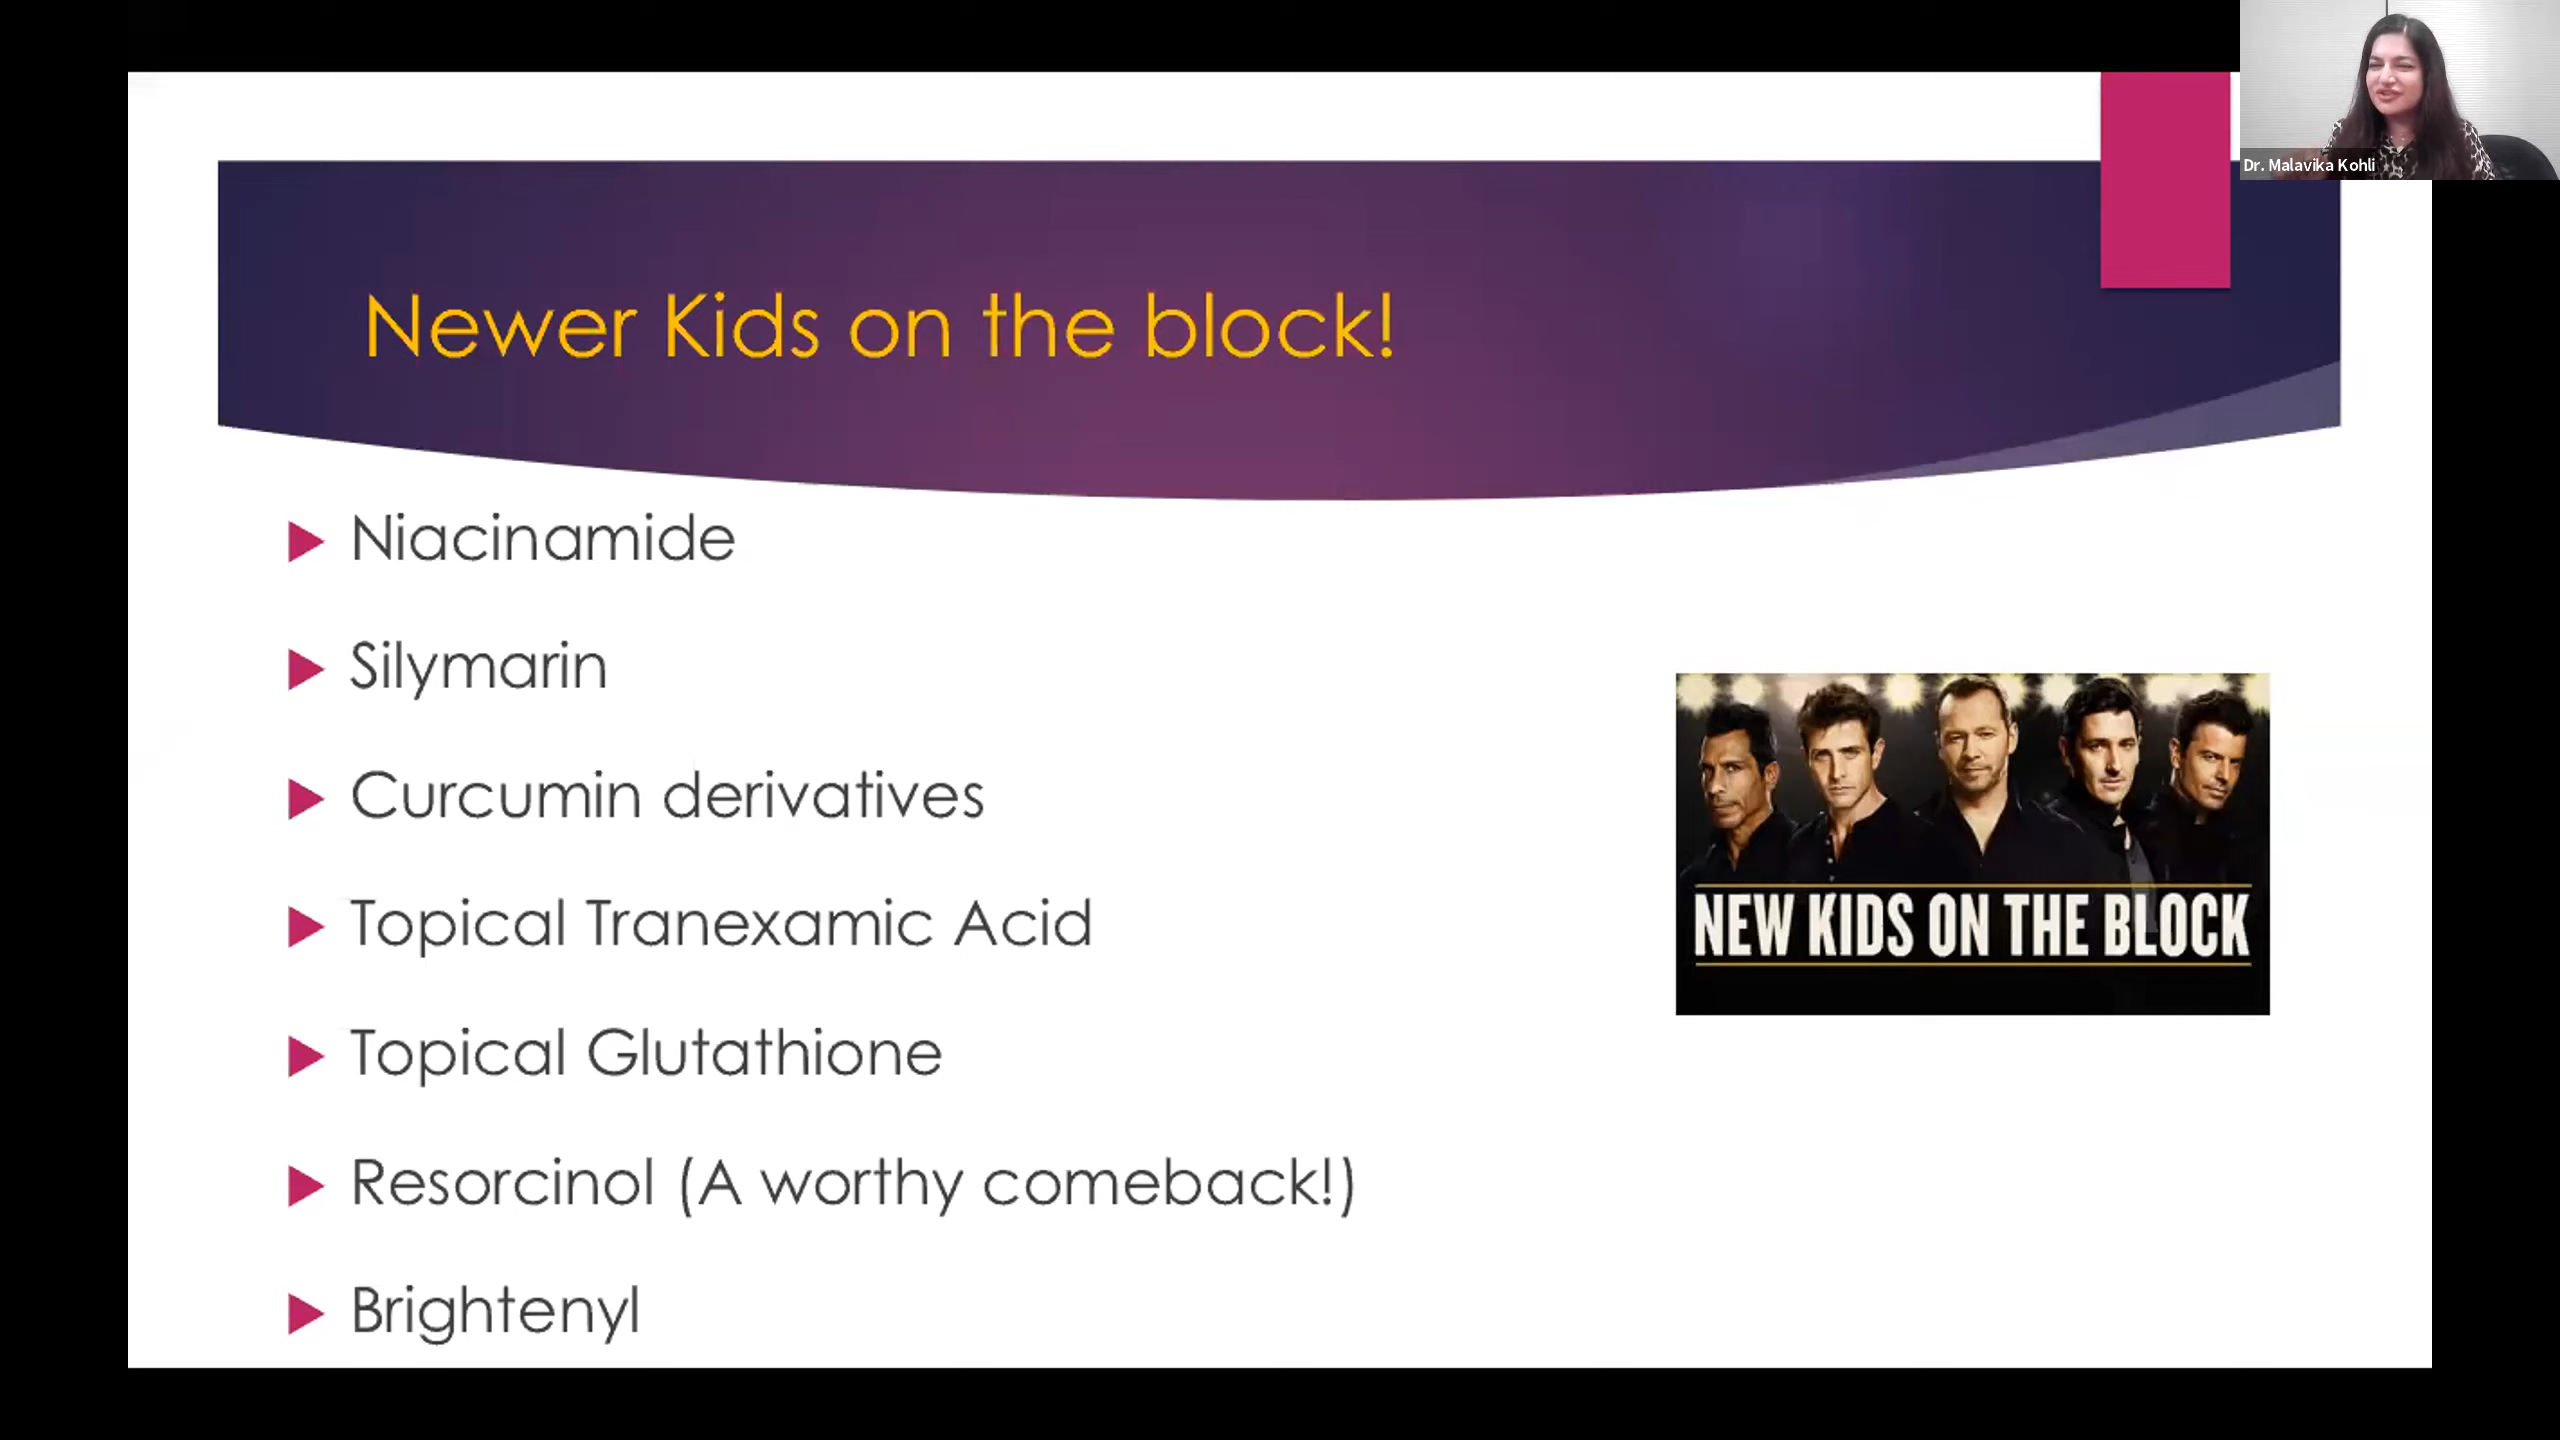 Dr. Malavika Kohli
Newer Kids on the block!
Niacinamide
Silymarin
Curcumin derivatives
Topical Tranexamic Acid
Topical Glutathione
Resorcinol (A worthy comeback!)
Brightenyl
NEW KIDS ON THE BLOCK